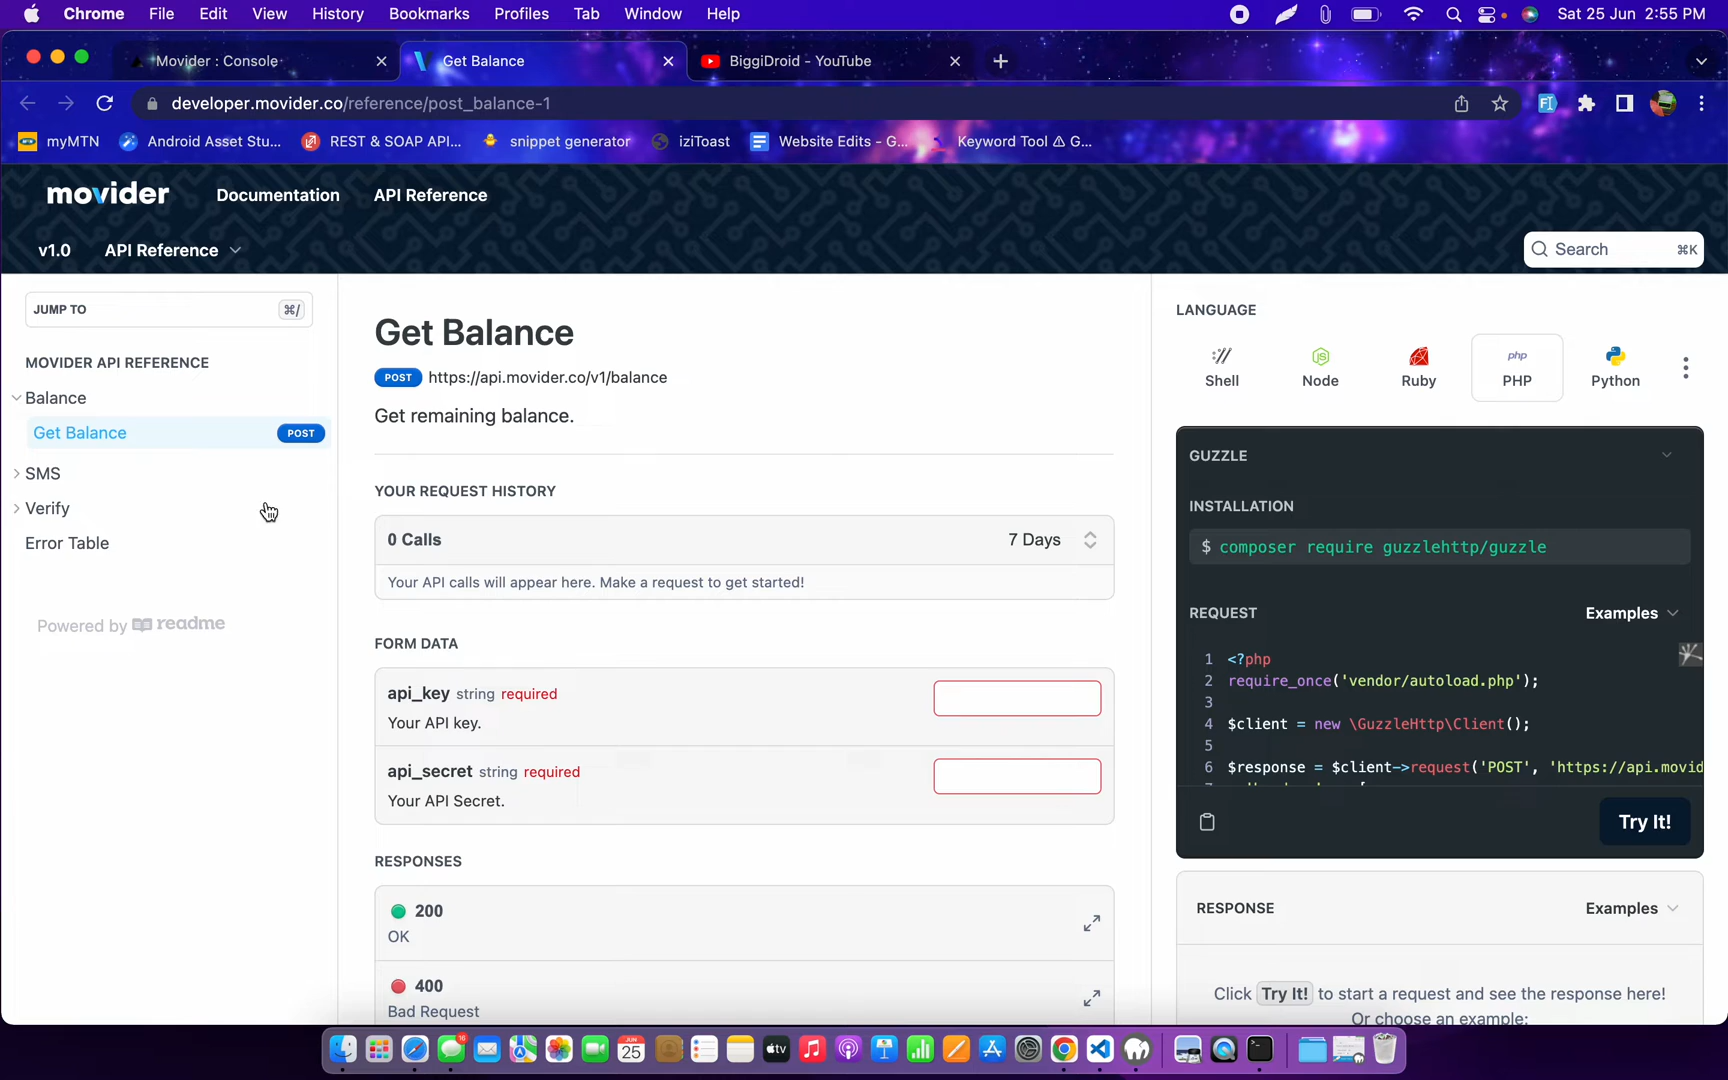 Chrome File Edit View History Bookmarks Profiles Tab Window Help Sat 25 Jun 2:55 PM
Movider : Console Get Balance BiggiDroid - YouTube
developer.movider.co/reference/post_balance-1
myMTN Android Asset Stu... REST & SOAP API... snippet generator iziToast Website Edits - G... Keyword Tool ⚠ G...
movider Documentation API Reference
v1.0 API Reference Search ⌘K
JUMP TO ⌘/
MOVIDER API REFERENCE
Balance
Get Balance POST
SMS
Verify
Error Table
Powered by readme
Get Balance
POST https://api.movider.co/v1/balance
Get remaining balance.
YOUR REQUEST HISTORY
0 Calls 7 Days
Your API calls will appear here. Make a request to get started!
FORM DATA
api_key string required
Your API key.
api_secret string required
Your API Secret.
RESPONSES
200
OK
400
Bad Request
LANGUAGE
Shell Node Ruby php PHP Python
GUZZLE
INSTALLATION
$ composer require guzzlehttp/guzzle
REQUEST Examples
1 <?php
2 require_once('vendor/autoload.php');
3
4 $client = new \GuzzleHttp\Client();
5
6 $response = $client->request('POST', 'https://api.movid
Try It!
RESPONSE Examples
Click Try It! to start a request and see the response here!
Or choose an example:
JUN
25
tv